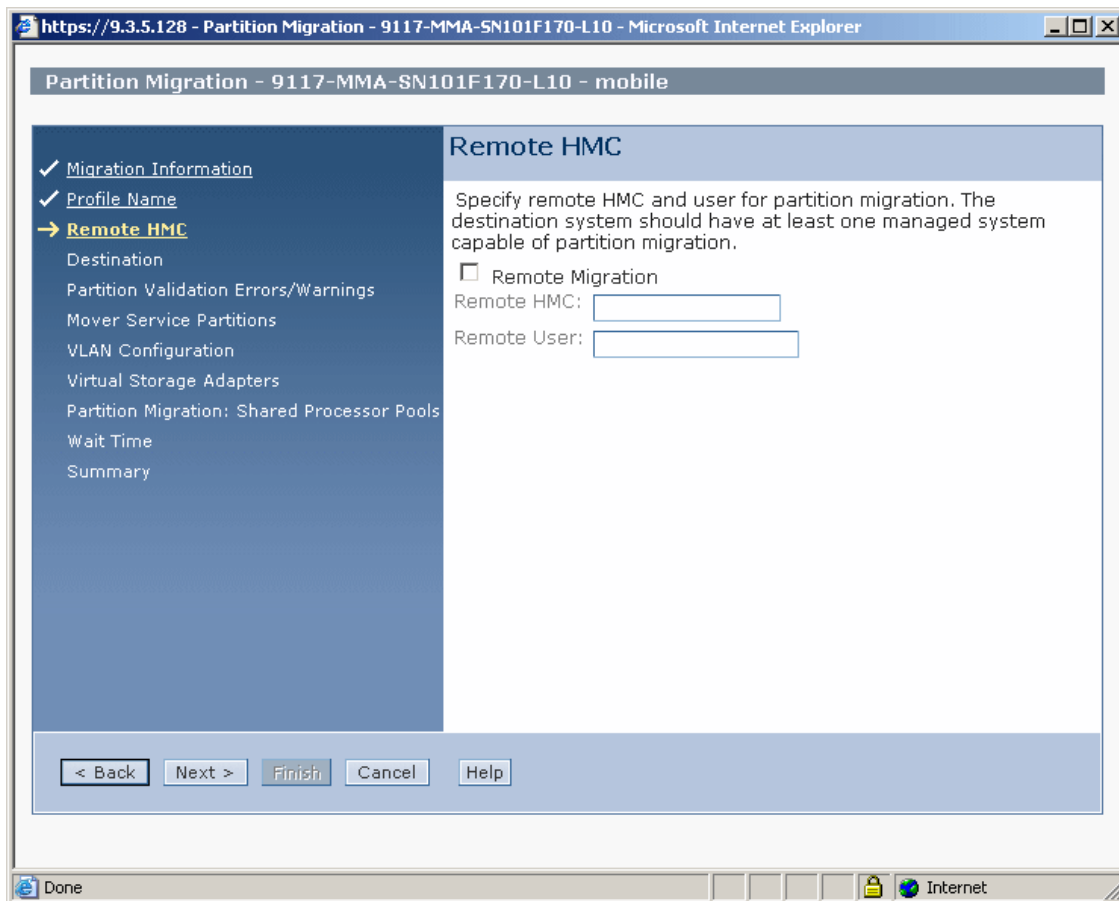 https://9.3.5.128 - Partition Migration - 9117-MMA-SN101F170-L10 - Microsoft Internet Explorer
Partition Migration - 9117-MMA-SN101F170-L10 - mobile
Migration Information
Profile Name
Remote HMC
Destination
Partition Validation Errors/Warnings
Mover Service Partitions
VLAN Configuration
Virtual Storage Adapters
Partition Migration: Shared Processor Pools
Wait Time
Summary
Remote HMC
Specify remote HMC and user for partition migration. The
destination system should have at least one managed system
capable of partition migration.
Remote Migration
Remote HMC:
Remote User:
< Back
Next >
Finish
Cancel
Help
Done
Internet